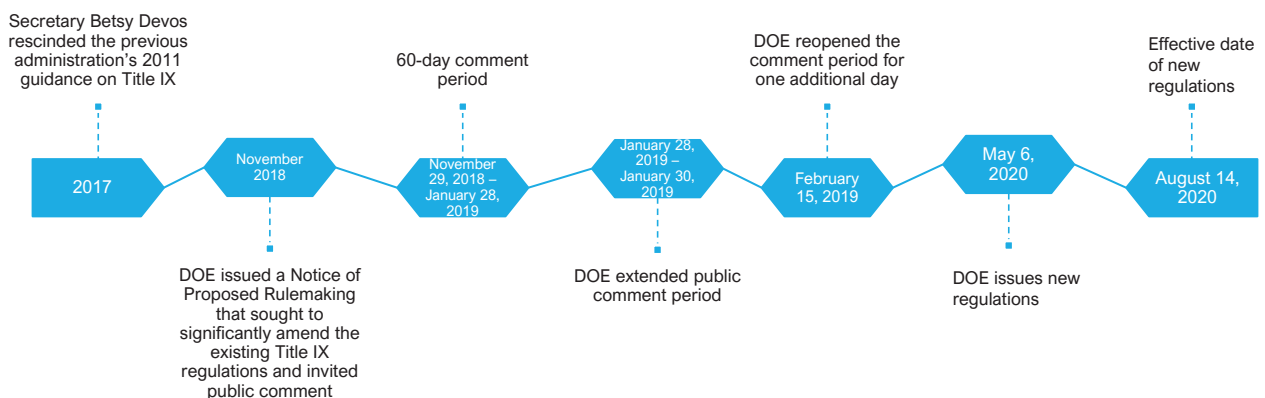 Secretary Betsy Devos
rescinded the previous
administration's 2011
guidance on Title IX
2017
November
2018
DOE issued a Notice of
Proposed Rulemaking
that sought to
significantly amend the
existing Title IX
regulations and invited
public comment
60-day comment
period
November
29, 2018 –
January 28,
2019
January 28,
2019 –
January 30,
2019
DOE extended public
comment period
DOE reopened the
comment period for
one additional day
February
15, 2019
May 6,
2020
DOE issues new
regulations
Effective date
of new
regulations
August 14,
2020